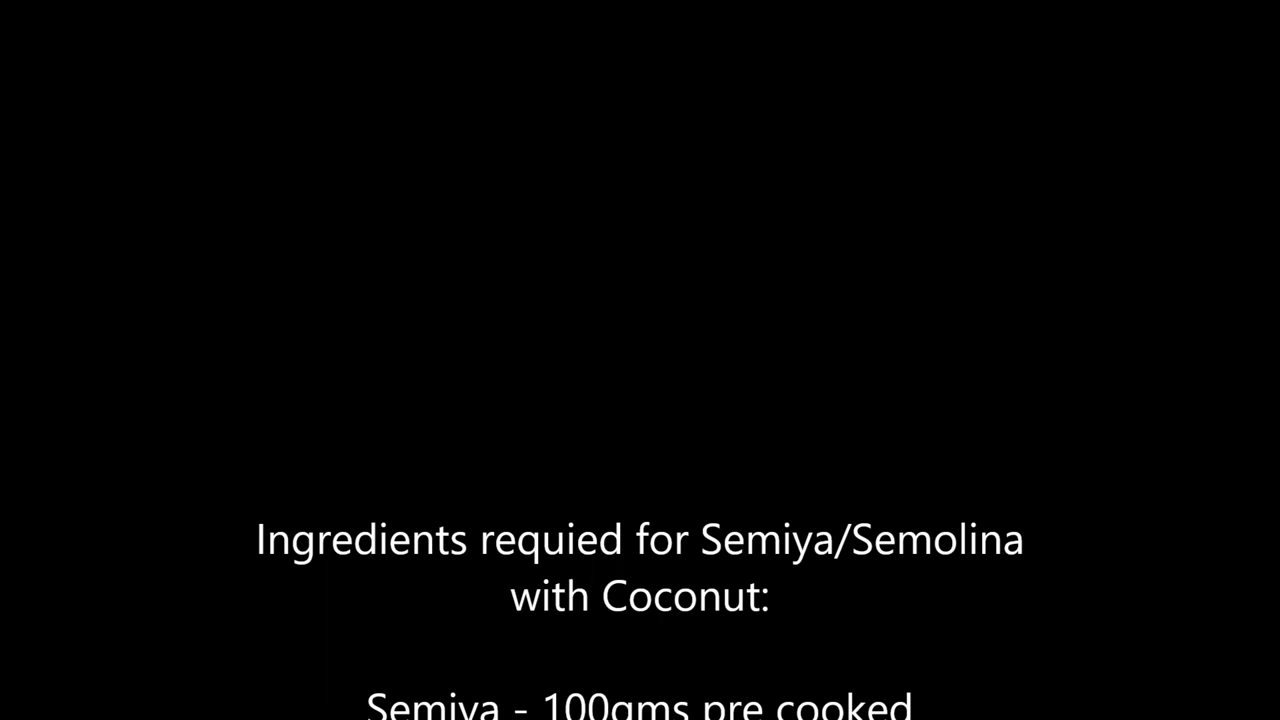 Ingredients requied for Semiya/Semolina
with Coconut:
Semiya - 100gms pre cooked